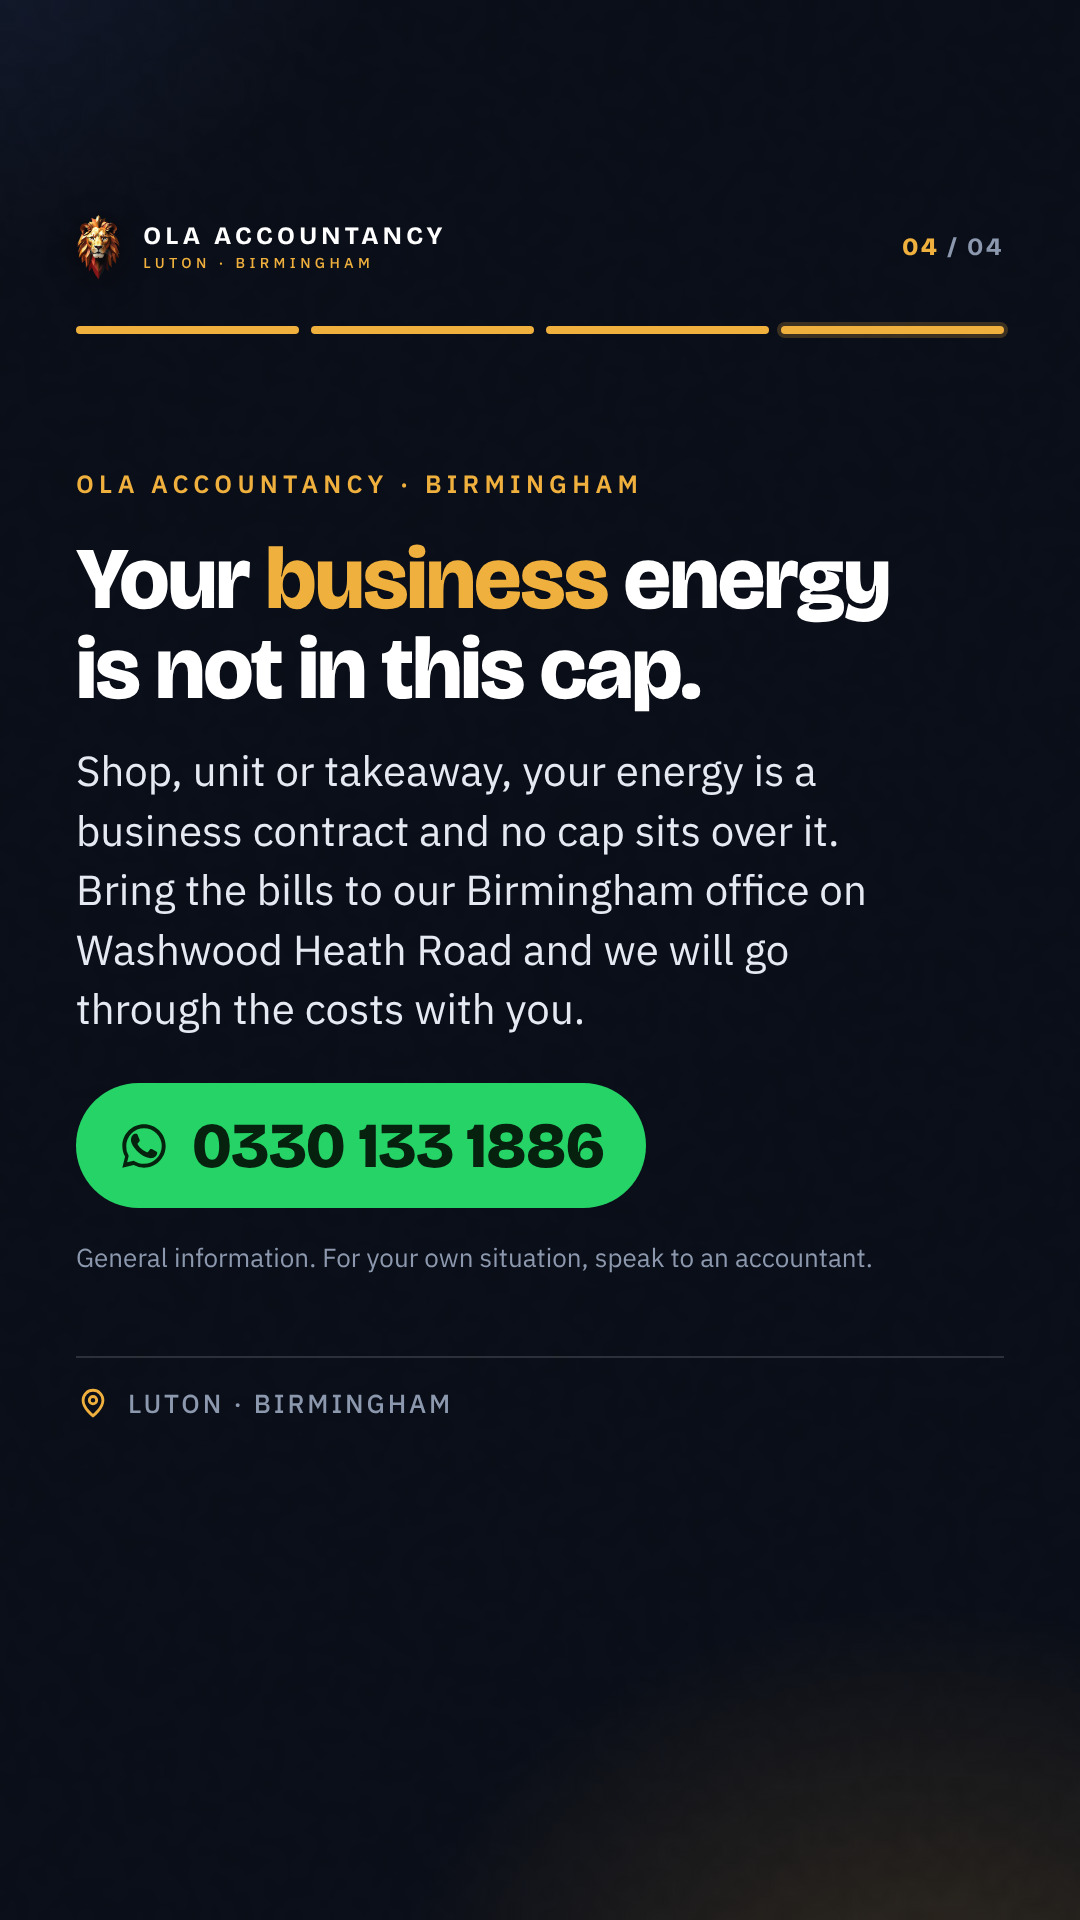 OLA ACCOUNTANCY
LUTON · BIRMINGHAM
04 / 04
OLA ACCOUNTANCY · BIRMINGHAM
Your business energy
is not in this cap.
Shop, unit or takeaway, your energy is a
business contract and no cap sits over it.
Bring the bills to our Birmingham office on
Washwood Heath Road and we will go
through the costs with you.
0330 133 1886
General information. For your own situation, speak to an accountant.
LUTON · BIRMINGHAM